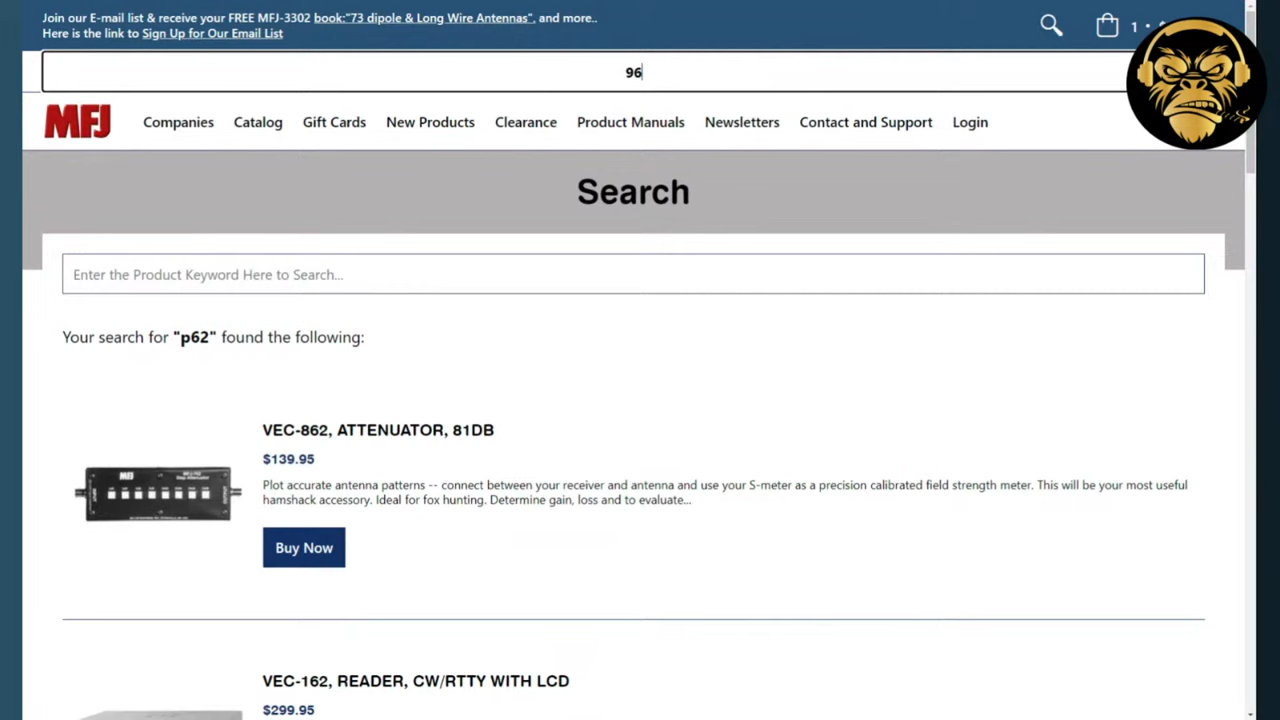 Join our E-mail list & receive your FREE MFJ-3302 book:"73 dipole & Long Wire Antennas", and more..
Here is the link to Sign Up for Our Email List
1 •
96
MFJ
Companies Catalog Gift Cards New Products Clearance Product Manuals Newsletters Contact and Support Login
Search
Enter the Product Keyword Here to Search...
Your search for "p62" found the following:
VEC-862, ATTENUATOR, 81DB
$139.95
Plot accurate antenna patterns -- connect between your receiver and antenna and use your S-meter as a precision calibrated field strength meter. This will be your most useful
hamshack accessory. Ideal for fox hunting. Determine gain, loss and to evaluate...
MFJ
Buy Now
VEC-162, READER, CW/RTTY WITH LCD
$299.95